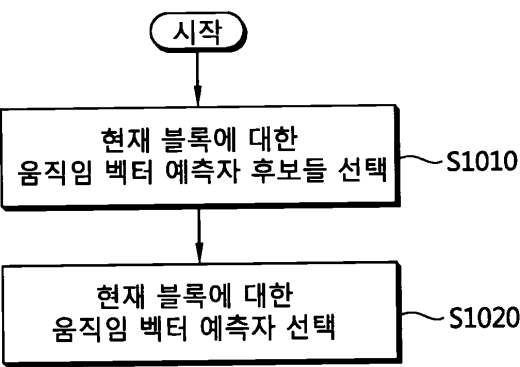 시작
현재 블록에 대한
움직임 벡터 예측자 후보들 선택
S1010
현재 블록에 대한
움직임 벡터 예측자 선택
S1020